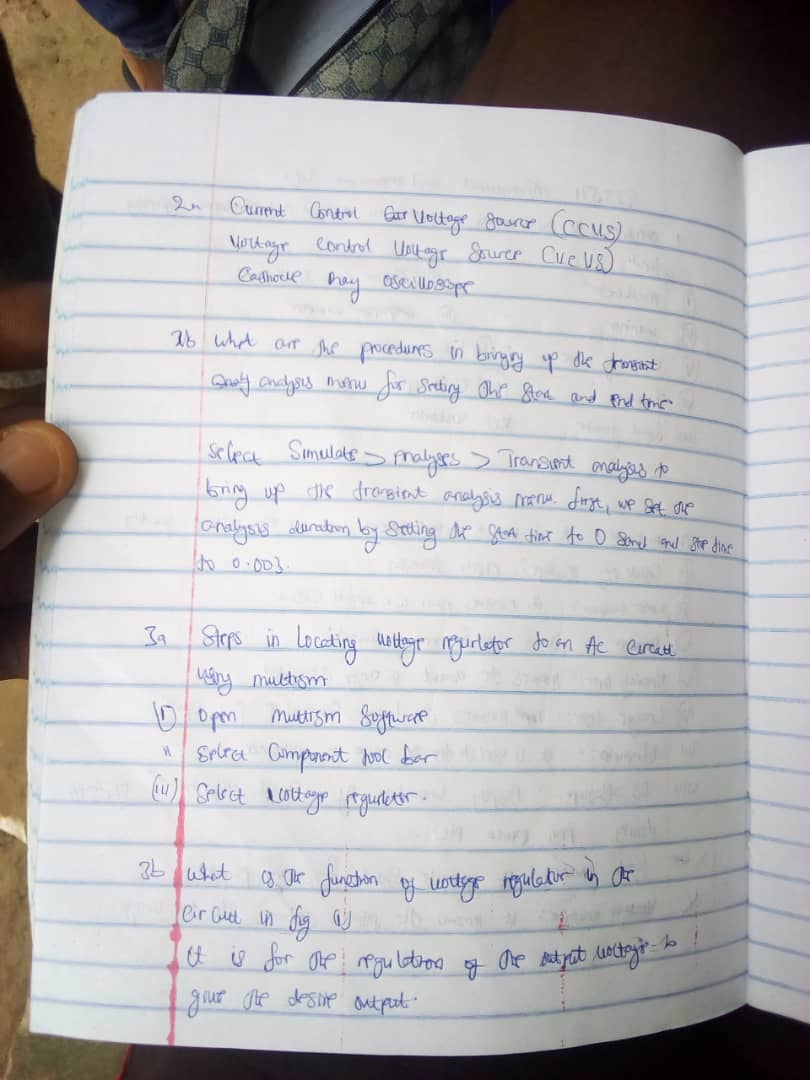 2a Current Control Voltage Source (CCVS)
Voltage Control Voltage Source (VCVS)
Cathode Ray oscilloscope
2b What are the procedures in bringing up the transient
analysis menu for setting the start and end time.
Select Simulate > Analyses > Transient analysis to
bring up the transient analysis menu. first, we set the
analysis duration by setting the start time to 0 and stop time
to 0.003.
3a Steps in Locating voltage regurlator to an Ac Circuit
using multism
(i) Open multism Software
ii Select Component tool bar
(iii) Select voltage regurletor.
3b what is the function of voltage regulator in the
Circuit in fig
It is for the regulation of the output voltage to
give the desire output.